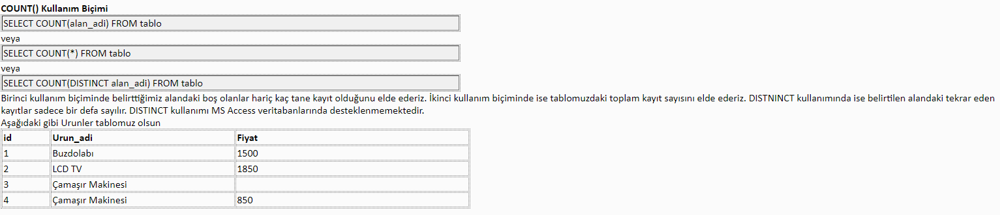 COUNT() Kullanım Biçimi
SELECT COUNT(alan_adi) FROM tablo
veya
SELECT COUNT(*) FROM tablo
veya
SELECT COUNT(DISTINCT alan_adi) FROM tablo
Birinci kullanım biçiminde belirttiğimiz alandaki boş olanlar hariç kaç tane kayıt olduğunu elde ederiz. İkinci kullanım biçiminde ise tablomuzdaki toplam kayıt sayısını elde ederiz. DISTNINCT kullanımında ise belirtilen alandaki tekrar eden
kayıtlar sadece bir defa sayılır. DISTINCT kullanımı MS Access veritabanlarında desteklenmemektedir.
Aşağıdaki gibi Urunler tablomuz olsun
id Urun_adi Fiyat
1 Buzdolabı 1500
2 LCD TV 1850
3 Çamaşır Makinesi
4 Çamaşır Makinesi 850